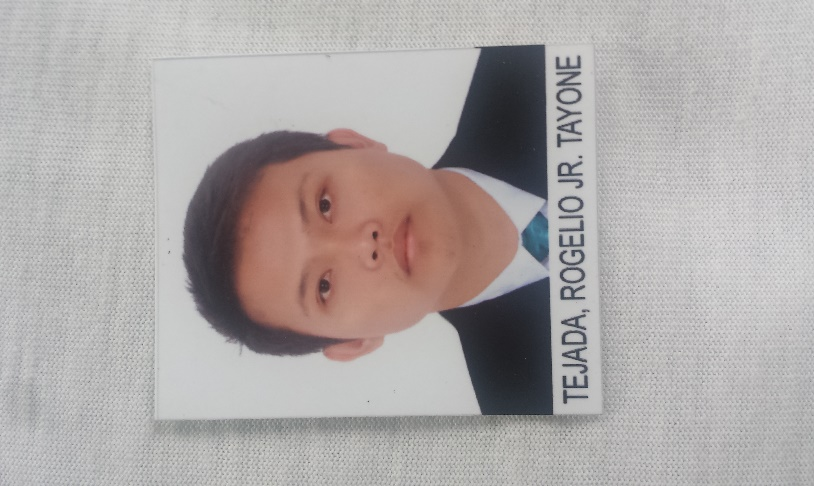 TEJADA, ROGELIO JR. TAYONE